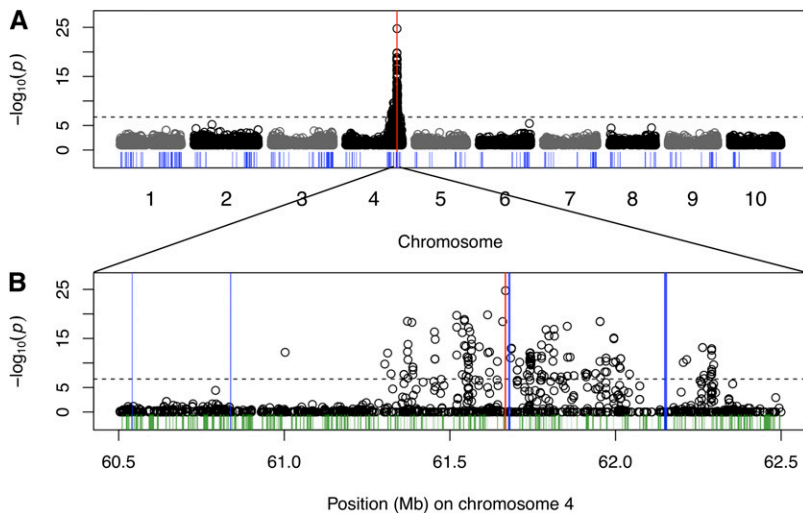 A
25
15
5
0
−log10(p)
1 2 3 4 5 6 7 8 9 10
Chromosome
B
25
15
5
0
−log10(p)
60.5 61.0 61.5 62.0 62.5
Position (Mb) on chromosome 4